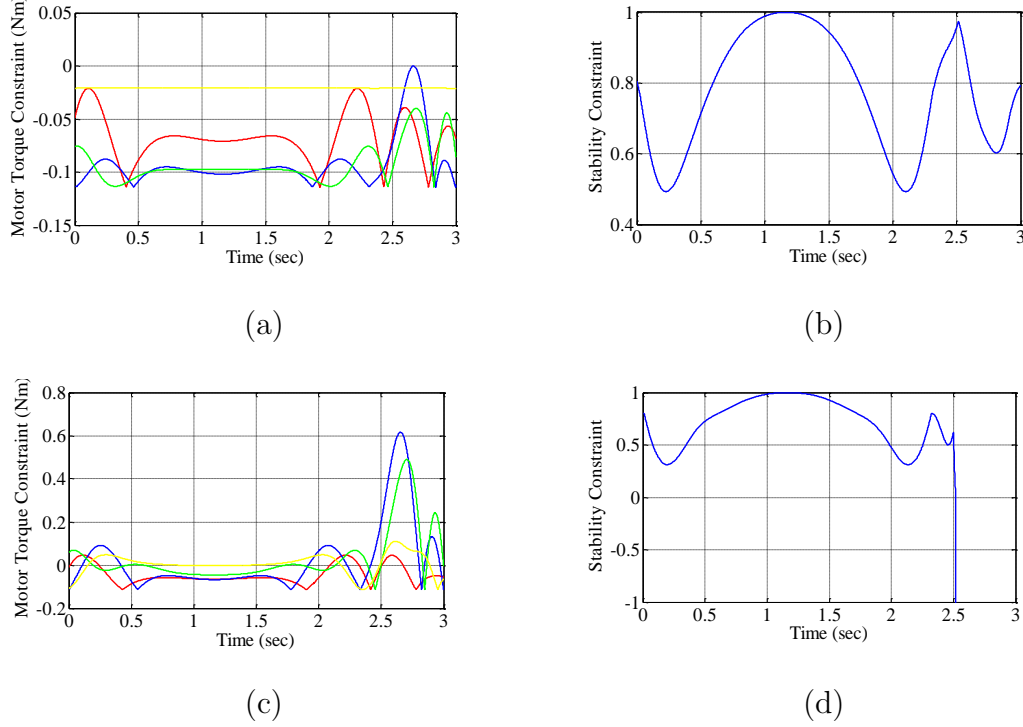 Motor Torque Constraint (Nm)
0.05
0
-0.05
-0.1
-0.15
0 0.5 1 1.5 2 2.5 3
Time (sec)
(a)
Stability Constraint
1
0.8
0.6
0.4
0 0.5 1 1.5 2 2.5 3
Time (sec)
(b)
Motor Torque Constraint (Nm)
0.8
0.6
0.4
0.2
0
-0.2
0 0.5 1 1.5 2 2.5 3
Time (sec)
(c)
Stability Constraint
1
0.5
0
-0.5
-1
0 0.5 1 1.5 2 2.5 3
Time (sec)
(d)